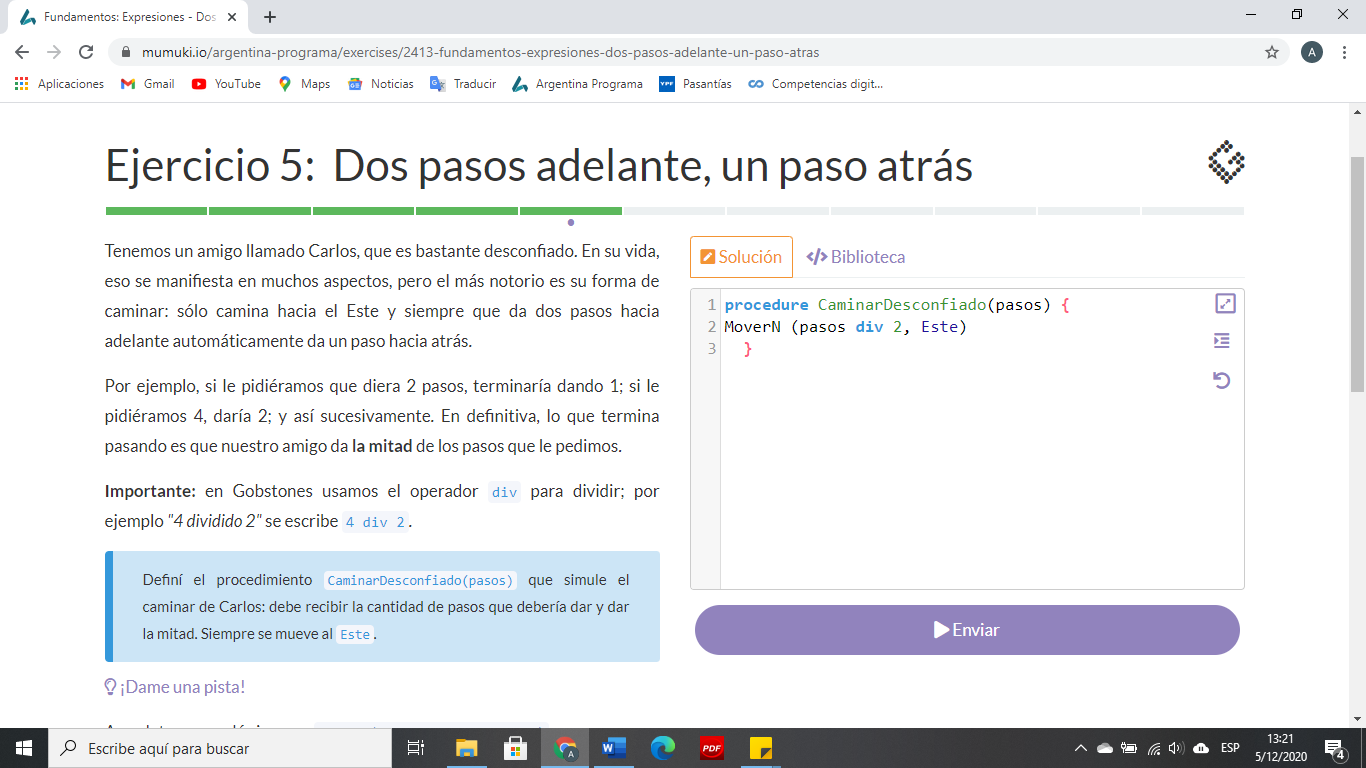 Fundamentos: Expresiones - Dos
mumuki.io/argentina-programa/exercises/2413-fundamentos-expresiones-dos-pasos-adelante-un-paso-atras
A
Aplicaciones Gmail YouTube Maps Noticias Traducir Argentina Programa YPF Pasantías Competencias digit...
Ejercicio 5: Dos pasos adelante, un paso atrás
Tenemos un amigo llamado Carlos, que es bastante desconfiado. En su vida,
eso se manifiesta en muchos aspectos, pero el más notorio es su forma de
caminar: sólo camina hacia el Este y siempre que da dos pasos hacia
adelante automáticamente da un paso hacia atrás.
Por ejemplo, si le pidiéramos que diera 2 pasos, terminaría dando 1; si le
pidiéramos 4, daría 2; y así sucesivamente. En definitiva, lo que termina
pasando es que nuestro amigo da la mitad de los pasos que le pedimos.
Importante: en Gobstones usamos el operador div para dividir; por
ejemplo "4 dividido 2" se escribe 4 div 2.
Definí el procedimiento CaminarDesconfiado(pasos) que simule el
caminar de Carlos: debe recibir la cantidad de pasos que debería dar y dar
la mitad. Siempre se mueve al Este.
¡Dame una pista!
Solución
</> Biblioteca
1 procedure CaminarDesconfiado(pasos) {
2 MoverN (pasos div 2, Este)
3 }
Enviar
Escribe aquí para buscar
W
PDF
A
ESP
13:21
5/12/2020
4